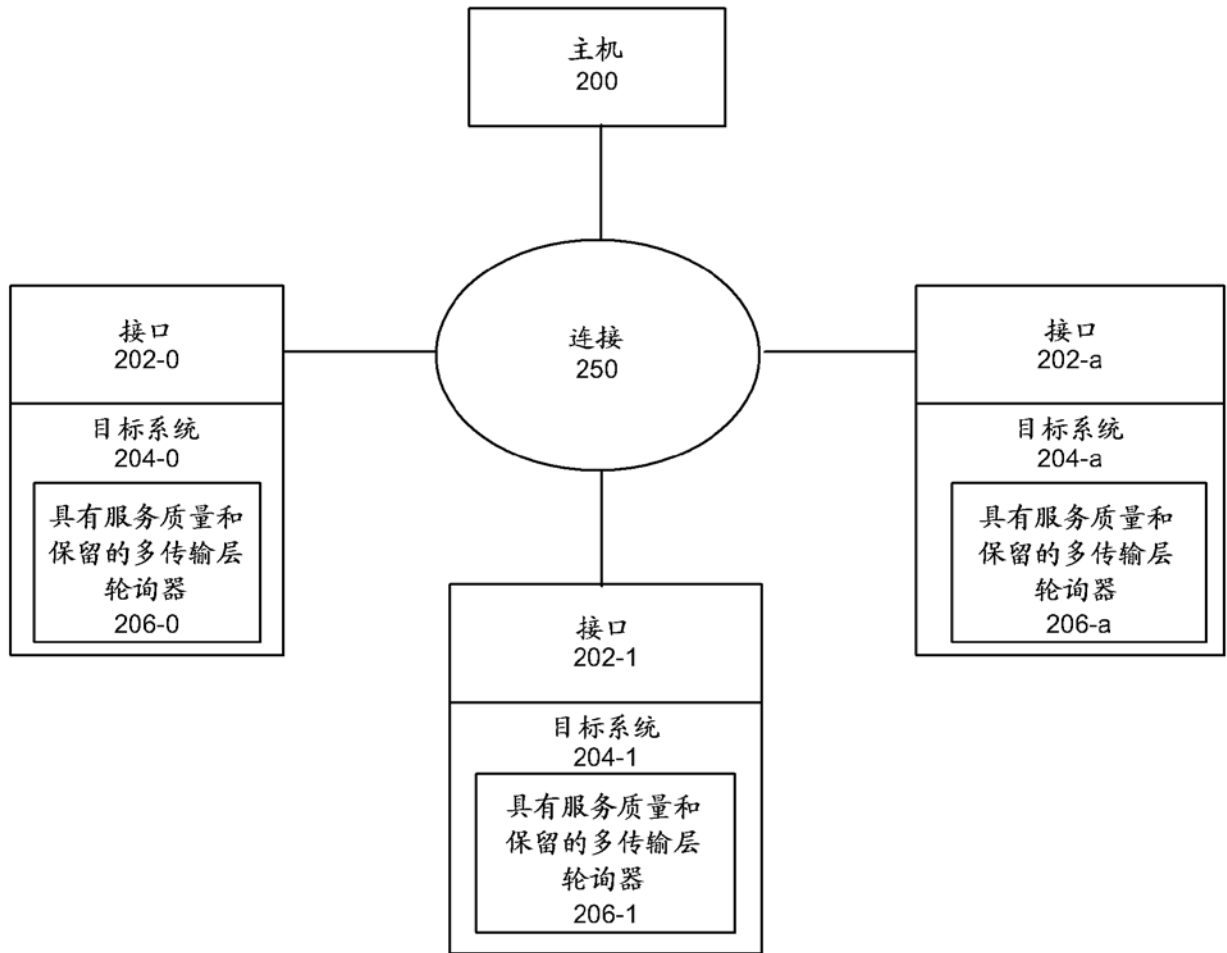 主机
200
连接
250
接口
202-0
目标系统
204-0
具有服务质量和
保留的多传输层
轮询器
206-0
接口
202-1
目标系统
204-1
具有服务质量和
保留的多传输层
轮询器
206-1
接口
202-a
目标系统
204-a
具有服务质量和
保留的多传输层
轮询器
206-a